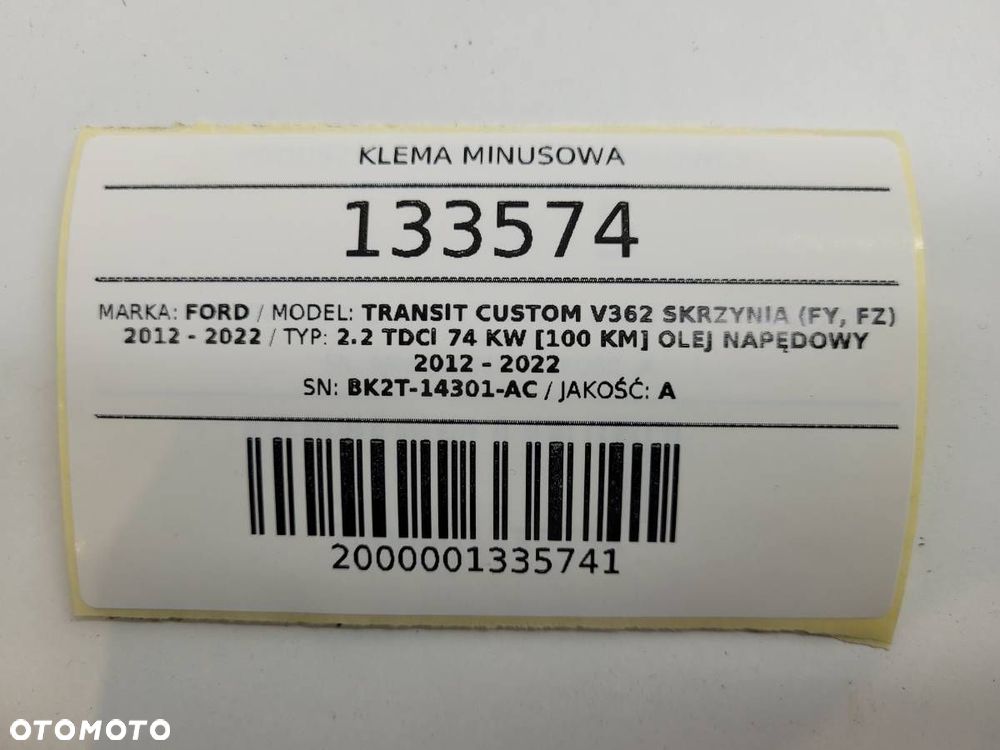 KLEMA MINUSOWA
133574
MARKA: FORD / MODEL: TRANSIT CUSTOM V362 SKRZYNIA (FY, FZ)
2012 - 2022 / TYP: 2.2 TDCi 74 KW [100 KM] OLEJ NAPĘDOWY
2012 - 2022
SN: BK2T-14301-AC / JAKOŚĆ: A
2000001335741
OTOMOTO